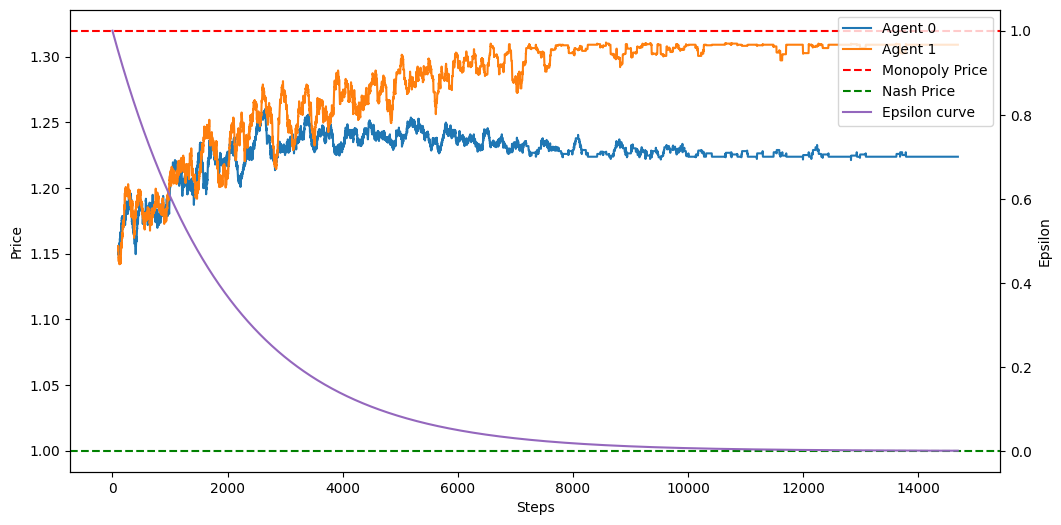 Agent 0
Agent 1
Monopoly Price
Nash Price
Epsilon curve
Price
1.30
1.25
1.20
1.15
1.10
1.05
1.00
1.0
0.8
0.6
0.4
0.2
0.0
Epsilon
0
2000
4000
6000
8000
10000
12000
14000
Steps